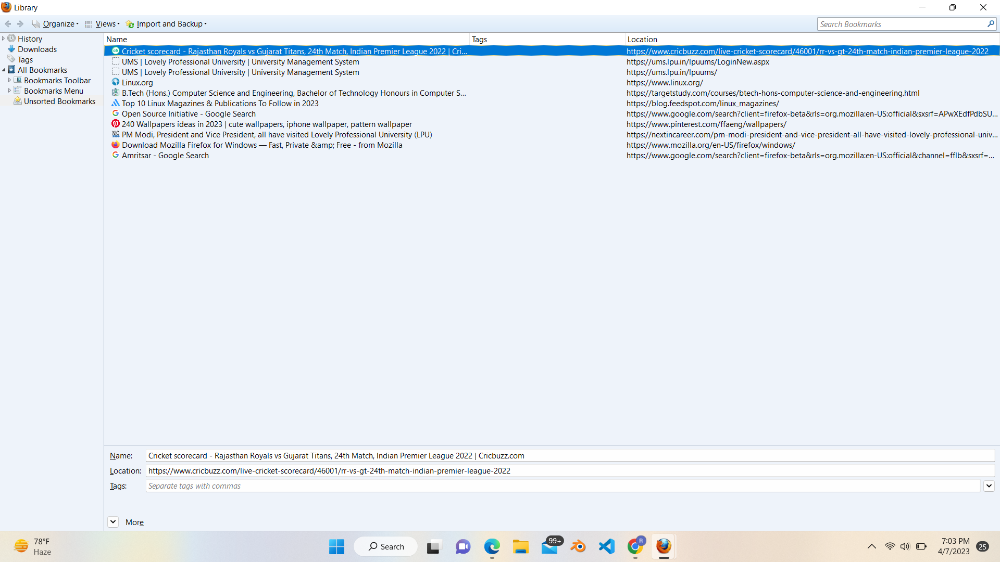 Library
Organize Views Import and Backup
Search Bookmarks
History
Downloads
Tags
All Bookmarks
Bookmarks Toolbar
Bookmarks Menu
Unsorted Bookmarks
Name Tags Location
Cricket scorecard - Rajasthan Royals vs Gujarat Titans, 24th Match, Indian Premier League 2022 | Cri... https://www.cricbuzz.com/live-cricket-scorecard/46001/rr-vs-gt-24th-match-indian-premier-league-2022
UMS | Lovely Professional University | University Management System https://ums.lpu.in/lpuums/LoginNew.aspx
UMS | Lovely Professional University | University Management System https://ums.lpu.in/lpuums/
Linux.org https://www.linux.org/
B.Tech (Hons.) Computer Science and Engineering, Bachelor of Technology Honours in Computer S... https://targetstudy.com/courses/btech-hons-computer-science-and-engineering.html
Top 10 Linux Magazines & Publications To Follow in 2023 https://blog.feedspot.com/linux_magazines/
Open Source Initiative - Google Search https://www.google.com/search?client=firefox-beta&rls=org.mozilla:en-US:official&sxsrf=APwXEdfPdbSU...
240 Wallpapers ideas in 2023 | cute wallpapers, iphone wallpaper, pattern wallpaper https://www.pinterest.com/ffaeng/wallpapers/
PM Modi, President and Vice President, all have visited Lovely Professional University (LPU) https://nextincareer.com/pm-modi-president-and-vice-president-all-have-visited-lovely-professional-univ...
Download Mozilla Firefox for Windows — Fast, Private &amp; Free - from Mozilla https://www.mozilla.org/en-US/firefox/windows/
Amritsar - Google Search https://www.google.com/search?client=firefox-beta&rls=org.mozilla:en-US:official&channel=fflb&sxsrf=...
Name: Cricket scorecard - Rajasthan Royals vs Gujarat Titans, 24th Match, Indian Premier League 2022 | Cricbuzz.com
Location: https://www.cricbuzz.com/live-cricket-scorecard/46001/rr-vs-gt-24th-match-indian-premier-league-2022
Tags: Separate tags with commas
More
78°F
Haze
Search
99+
R
7:03 PM
4/7/2023
25